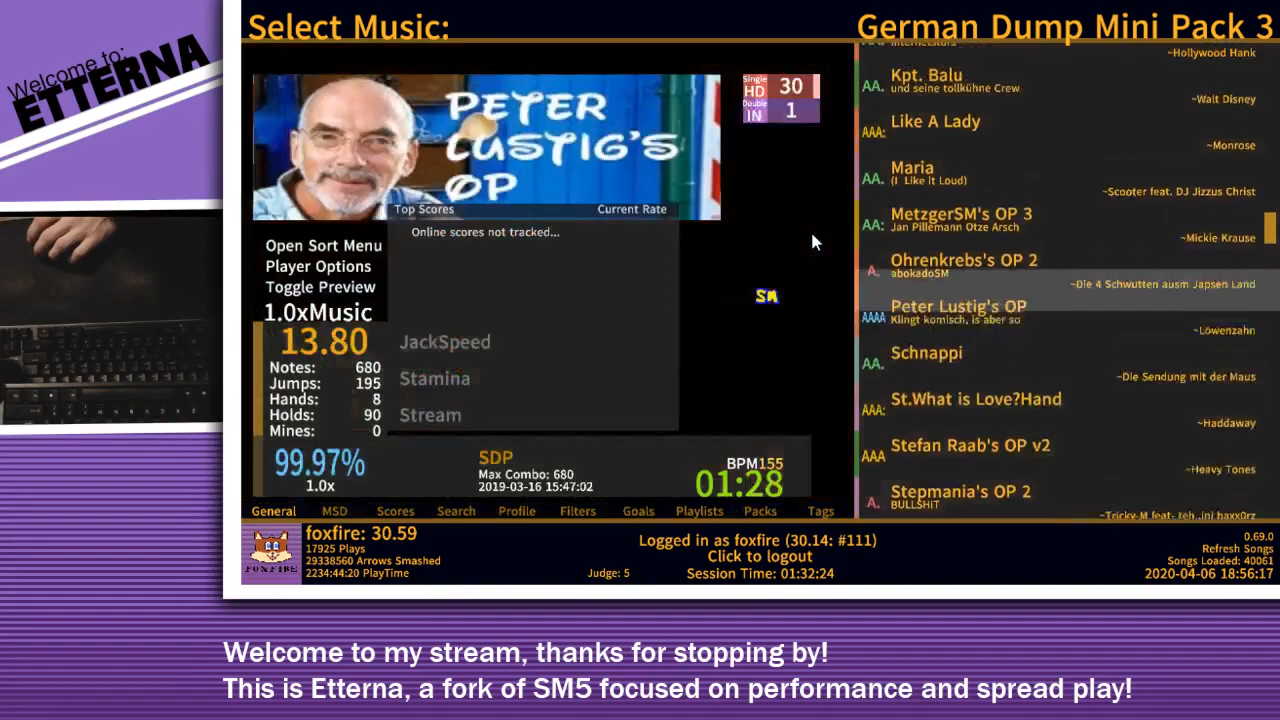 Welcome to:
ETTERNA
Select Music:
German Dump Mini Pack 3
PETER
LUSTIG'S
OP
Single
HD
30
Double
IN
1
Top Scores
Current Rate
Online scores not tracked...
Open Sort Menu
Player Options
Toggle Preview
1.0xMusic
SM
13.80
Notes: 680
Jumps: 195
Hands: 8
Holds: 90
Mines: 0
JackSpeed
Stamina
Stream
99.97%
1.0x
SDP
Max Combo: 680
2019-03-16 15:47:02
BPM155
01:28
General
MSD
Scores
Search
Profile
Filters
Goals
Playlists
Packs
Tags
~Hollywood Hank
AA.
Kpt. Balu
und seine tollkühne Crew
~Walt Disney
AAA:
Like A Lady
~Monrose
AA.
Maria
(I Like it Loud)
~Scooter feat. DJ Jizzus Christ
AA:
MetzgerSM's OP 3
Jan Pillemann Otze Arsch
~Mickie Krause
A.
Ohrenkrebs's OP 2
abokadoSM
~Die 4 Schwutten ausm Japsen Land
AAAA
Peter Lustig's OP
Klingt komisch, is aber so
~Löwenzahn
AA.
Schnappi
~Die Sendung mit der Maus
AAA:
St.What is Love?Hand
~Haddaway
AAA
Stefan Raab's OP v2
~Heavy Tones
A.
Stepmania's OP 2
BULLSHIT
FOXFIRE
foxfire: 30.59
17925 Plays
29338560 Arrows Smashed
2234:44:20 PlayTime
Judge: 5
Logged in as foxfire (30.14: #111)
Click to logout
Session Time: 01:32:24
0.69.0
Refresh Songs
Songs Loaded: 40061
2020-04-06 18:56:17
Welcome to my stream, thanks for stopping by!
This is Etterna, a fork of SM5 focused on performance and spread play!